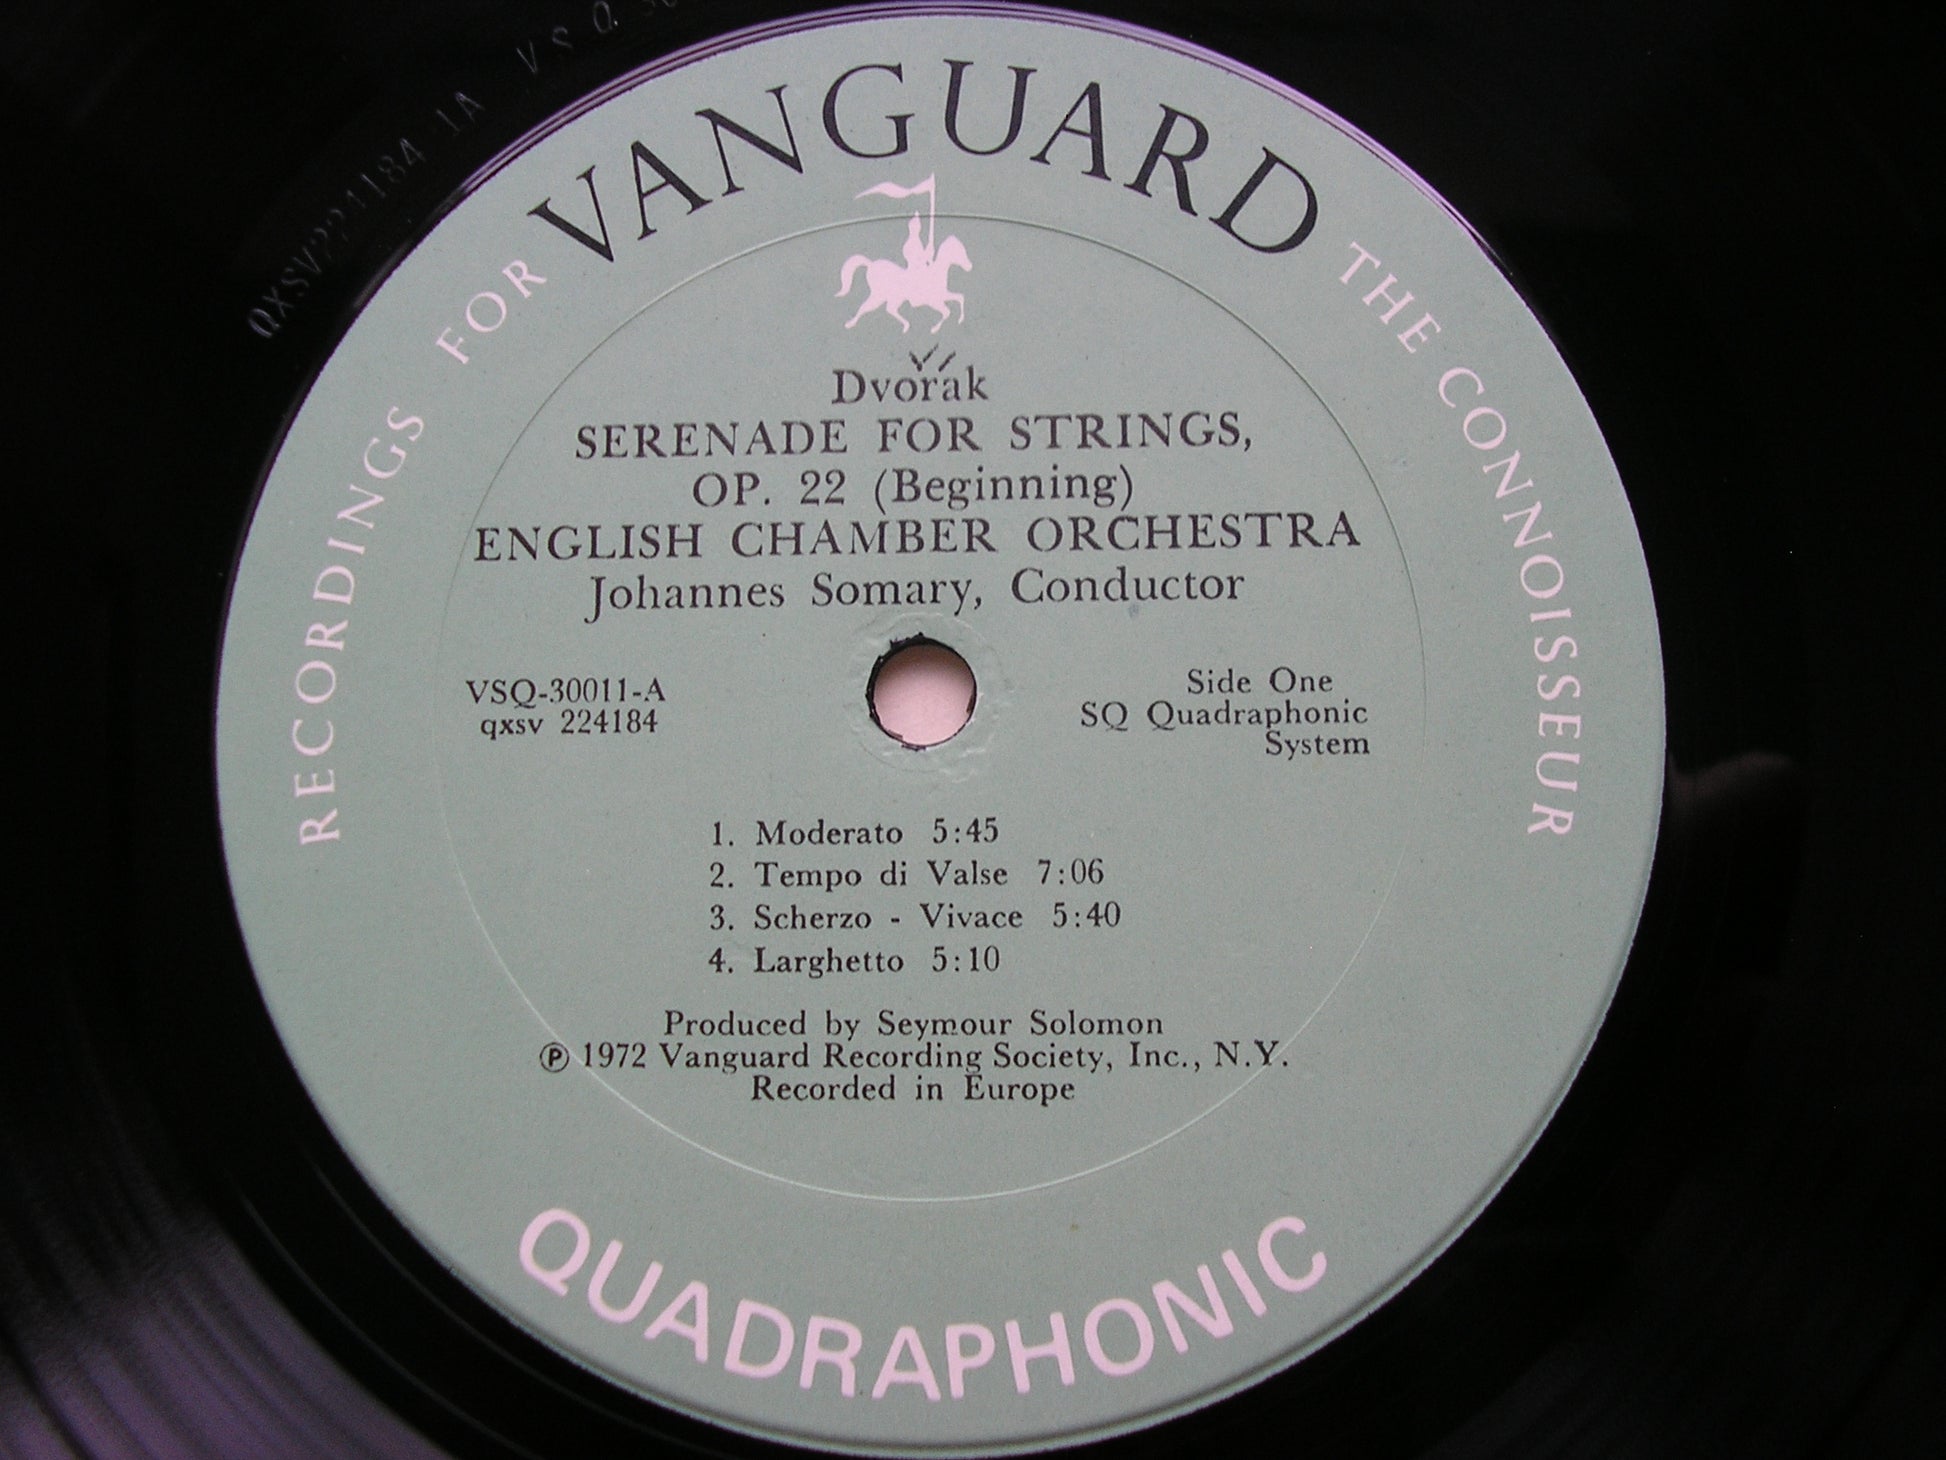 QXSV224184 1A V.S.Q.
RECORDINGS FOR VANGUARD THE CONNOISSEUR
Dvořák
SERENADE FOR STRINGS,
OP. 22 (Beginning)
ENGLISH CHAMBER ORCHESTRA
Johannes Somary, Conductor
VSQ-30011-A
qxsv 224184
Side One
SQ Quadraphonic
System
1. Moderato 5:45
2. Tempo di Valse 7:06
3. Scherzo - Vivace 5:40
4. Larghetto 5:10
Produced by Seymour Solomon
Ⓟ 1972 Vanguard Recording Society, Inc., N.Y.
Recorded in Europe
QUADRAPHONIC